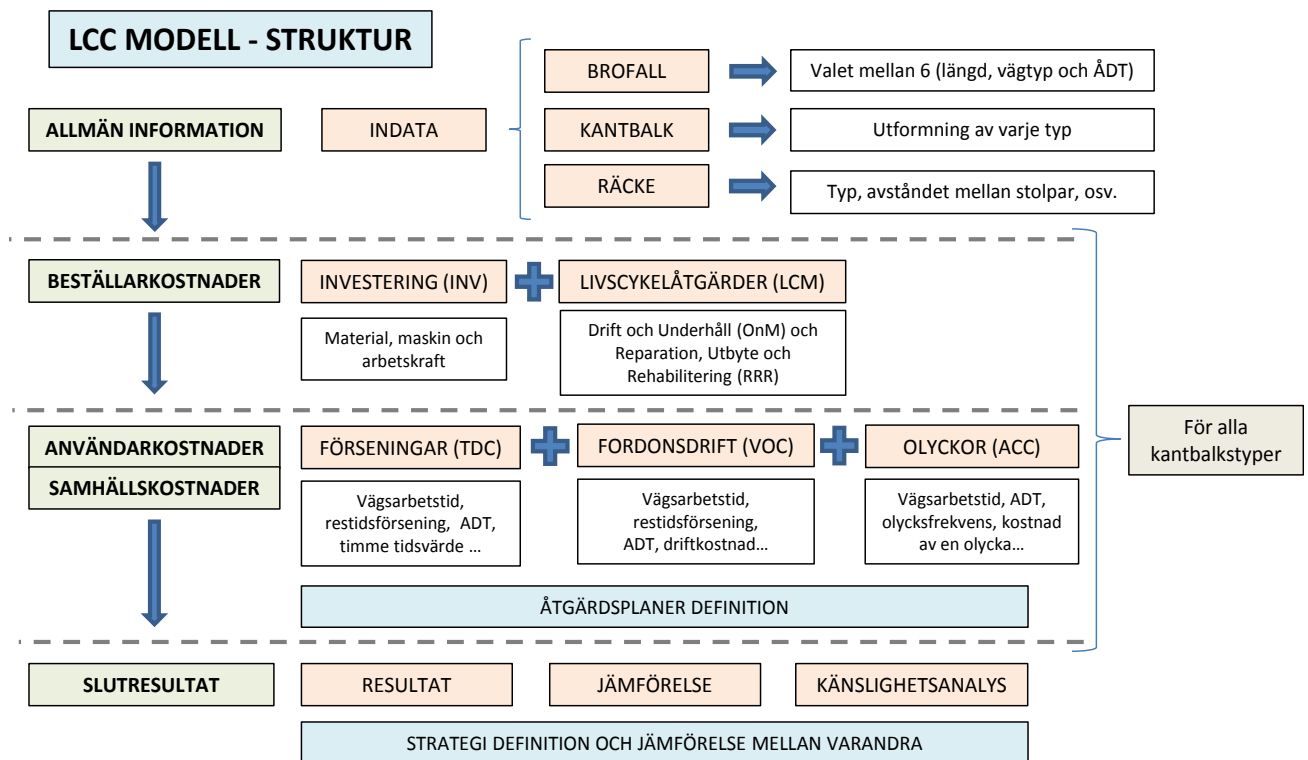 LCC MODELL - STRUKTUR
BROFALL
Valet mellan 6 (längd, vägtyp och ÅDT)
ALLMÄN INFORMATION
INDATA
KANTBALK
Utformning av varje typ
RÄCKE
Typ, avståndet mellan stolpar, osv.
BESTÄLLARKOSTNADER
INVESTERING (INV)
LIVSCYKELÅTGÄRDER (LCM)
Material, maskin och
arbetskraft
Drift och Underhåll (OnM) och
Reparation, Utbyte och
Rehabilitering (RRR)
ANVÄNDARKOSTNADER
SAMHÄLLSKOSTNADER
FÖRSENINGAR (TDC)
FORDONSDRIFT (VOC)
OLYCKOR (ACC)
Vägsarbetstid,
restidsförsening, ADT,
timme tidsvärde ...
Vägsarbetstid,
restidsförsening,
ADT, driftkostnad...
Vägsarbetstid, ADT,
olycksfrekvens, kostnad
av en olycka...
För alla
kantbalkstyper
ÅTGÄRDSPLANER DEFINITION
SLUTRESULTAT
RESULTAT
JÄMFÖRELSE
KÄNSLIGHETSANALYS
STRATEGI DEFINITION OCH JÄMFÖRELSE MELLAN VARANDRA